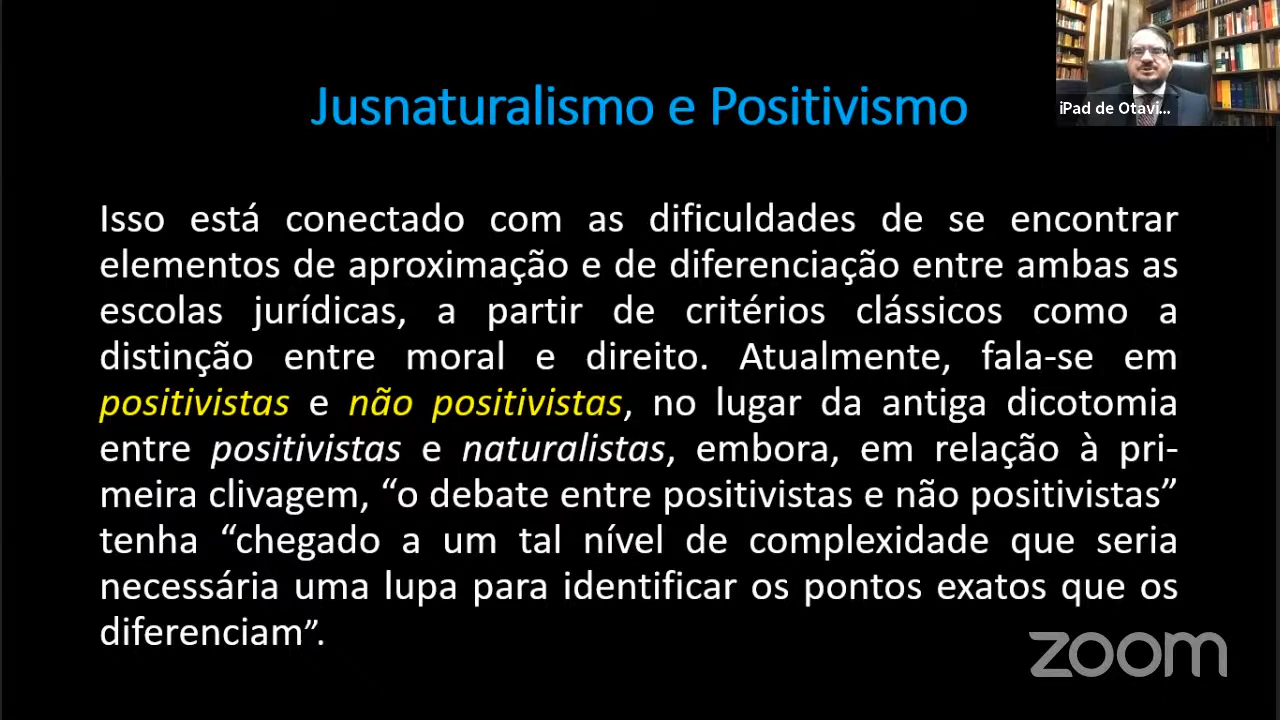 Jusnaturalismo e Positivismo
iPad de Otavi...
Isso está conectado com as dificuldades de se encontrar
elementos de aproximação e de diferenciação entre ambas as
escolas jurídicas, a partir de critérios clássicos como a
distinção entre moral e direito. Atualmente, fala-se em
positivistas e não positivistas, no lugar da antiga dicotomia
entre positivistas e naturalistas, embora, em relação à pri-
meira clivagem, “o debate entre positivistas e não positivistas”
tenha “chegado a um tal nível de complexidade que seria
necessária uma lupa para identificar os pontos exatos que os
diferenciam”.
zoom